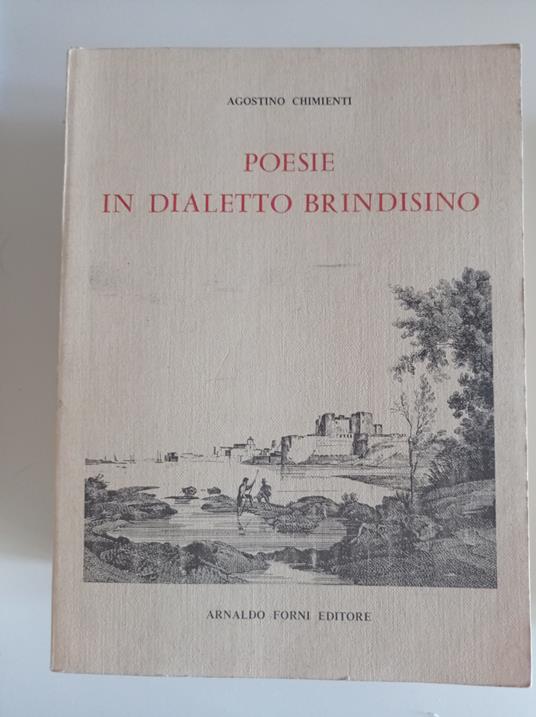 AGOSTINO CHIMIENTI
POESIE
IN DIALETTO BRINDISINO
ARNALDO FORNI EDITORE